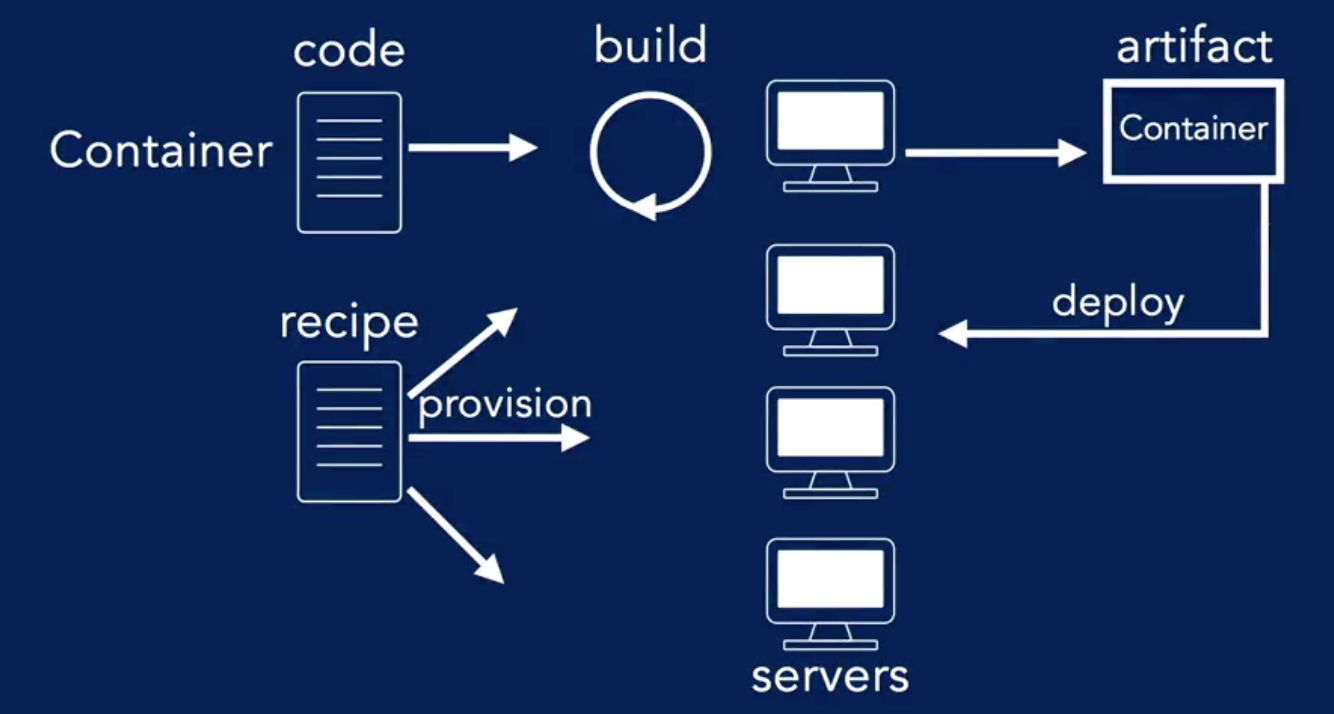 code
build
artifact
Container
Container
recipe
deploy
provision
servers